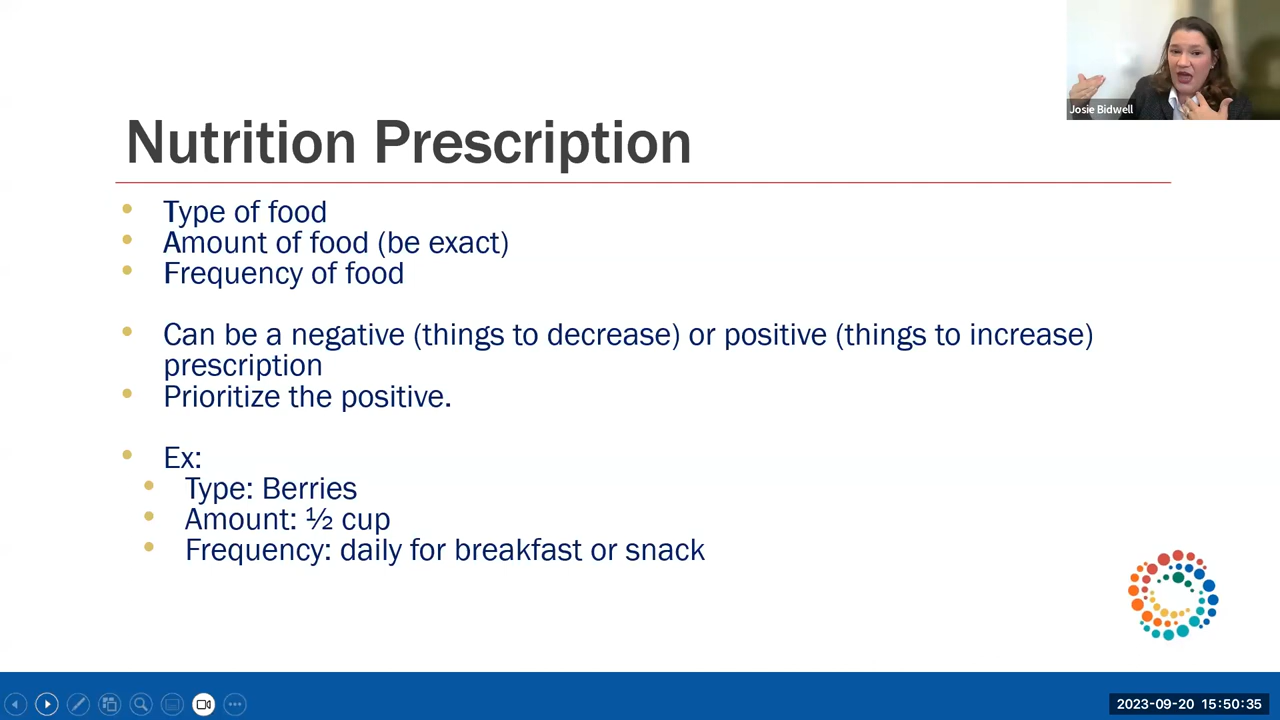 Josie Bidwell
Nutrition Prescription
• Type of food
• Amount of food (be exact)
• Frequency of food
• Can be a negative (things to decrease) or positive (things to increase)
prescription
• Prioritize the positive.
• Ex:
• Type: Berries
• Amount: ½ cup
• Frequency: daily for breakfast or snack
2023-09-20 15:50:35